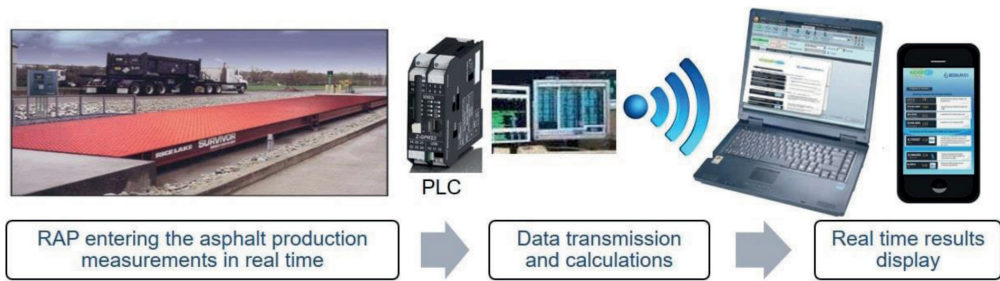 RICE LAKE SURVIVOR
PLC
RAP entering the asphalt production
measurements in real time
Data transmission
and calculations
Real time results
display